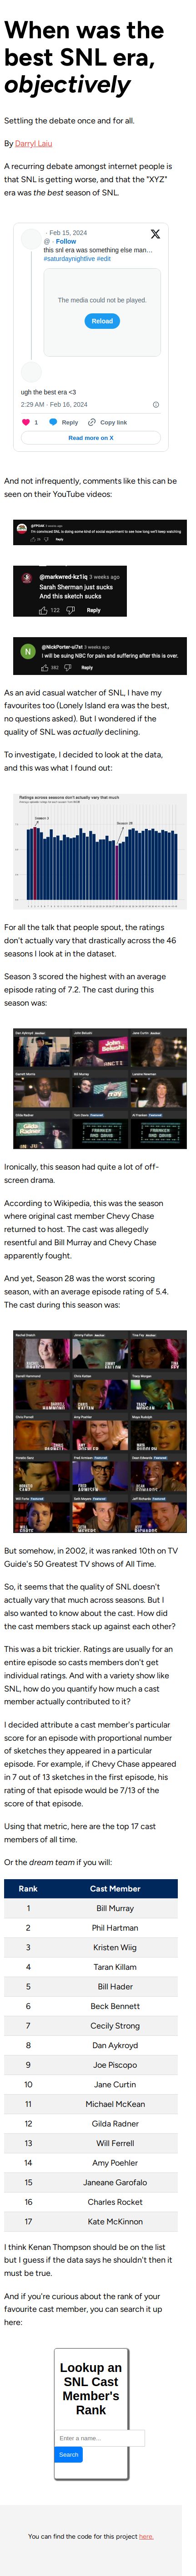 When was the
best SNL era,
objectively
Settling the debate once and for all.
By Darryl Laiu
A recurring debate amongst internet people is
that SNL is getting worse, and that the "XYZ"
era was the best season of SNL.
· Feb 15, 2024
@ · Follow
this snl era was something else man…
#saturdaynightlive #edit
The media could not be played.
Reload
ugh the best era <3
2:29 AM · Feb 16, 2024
1 Reply Copy link
Read more on X
And not infrequently, comments like this can be
seen on their YouTube videos:
@markwred-kz1iq 3 weeks ago
Sarah Sherman just sucks
And this sketch sucks
122 Reply
@NickPorter-ui7st 3 weeks ago
I will be suing NBC for pain and suffering after this is over...
382 Reply
As an avid casual watcher of SNL, I have my
favourites too (Lonely Island era was the best,
no questions asked). But I wondered if the
quality of SNL was actually declining.
To investigate, I decided to look at the data,
and this was what I found out:
Ratings across seasons don't actually vary that much
Season 3
Season 28
For all the talk that people spout, the ratings
don't actually vary that drastically across the 46
seasons I look at in the dataset.
Season 3 scored the highest with an average
episode rating of 7.2. The cast during this
season was:
Dan Aykroyd
John Belushi
Jane Curtin
Garrett Morris
Bill Murray
Laraine Newman
Gilda Radner
Tom Davis
Al Franken
Ironically, this season had quite a lot of off-
screen drama.
According to Wikipedia, this was the season
where original cast member Chevy Chase
returned to host. The cast was allegedly
resentful and Bill Murray and Chevy Chase
apparently fought.
And yet, Season 28 was the worst scoring
season, with an average episode rating of 5.4.
The cast during this season was:
Rachel Dratch
Jimmy Fallon
Tina Fey
Darrell Hammond
Chris Kattan
Tracy Morgan
Chris Parnell
Amy Poehler
Maya Rudolph
Horatio Sanz
Fred Armisen
Dean Edwards
Will Forte
Seth Meyers
Jeff Richards
But somehow, in 2002, it was ranked 10th on TV
Guide's 50 Greatest TV shows of All Time.
So, it seems that the quality of SNL doesn't
actually vary that much across seasons. But I
also wanted to know about the cast. How did
the cast members stack up against each other?
This was a bit trickier. Ratings are usually for an
entire episode so casts members don't get
individual ratings. And with a variety show like
SNL, how do you quantify how much a cast
member actually contributed to it?
I decided attribute a cast member's particular
score for an episode with proportional number
of sketches they appeared in a particular
episode. For example, if Chevy Chase appeared
in 7 out of 13 sketches in the first episode, his
rating of that episode would be 7/13 of the
score of that episode.
Using that metric, here are the top 17 cast
members of all time.
Or the dream team if you will:
Rank Cast Member
1 Bill Murray
2 Phil Hartman
3 Kristen Wiig
4 Taran Killam
5 Bill Hader
6 Beck Bennett
7 Cecily Strong
8 Dan Aykroyd
9 Joe Piscopo
10 Jane Curtin
11 Michael McKean
12 Gilda Radner
13 Will Ferrell
14 Amy Poehler
15 Janeane Garofalo
16 Charles Rocket
17 Kate McKinnon
I think Kenan Thompson should be on the list
but I guess if the data says he shouldn't then it
must be true.
And if you're curious about the rank of your
favourite cast member, you can search it up
here:
Lookup an
SNL Cast
Member's
Rank
Enter a name...
Search
You can find the code for this project here.